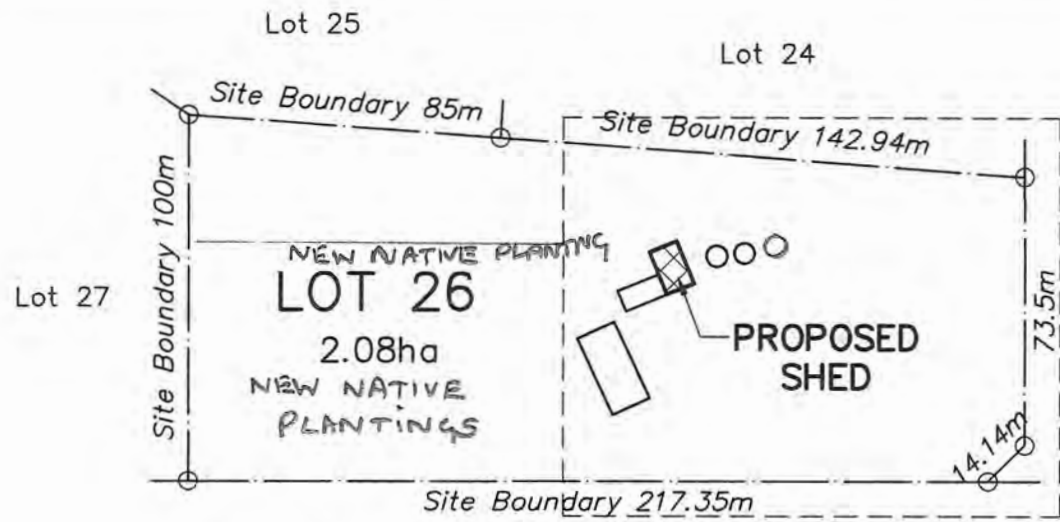 Lot 25
Lot 24
Site Boundary 85m
Site Boundary 142.94m
Site Boundary 100m
NEW NATIVE PLANTING
Lot 27
LOT 26
2.08ha
NEW NATIVE
PLANTINGS
PROPOSED
SHED
73.5m
14.14m
Site Boundary 217.35m